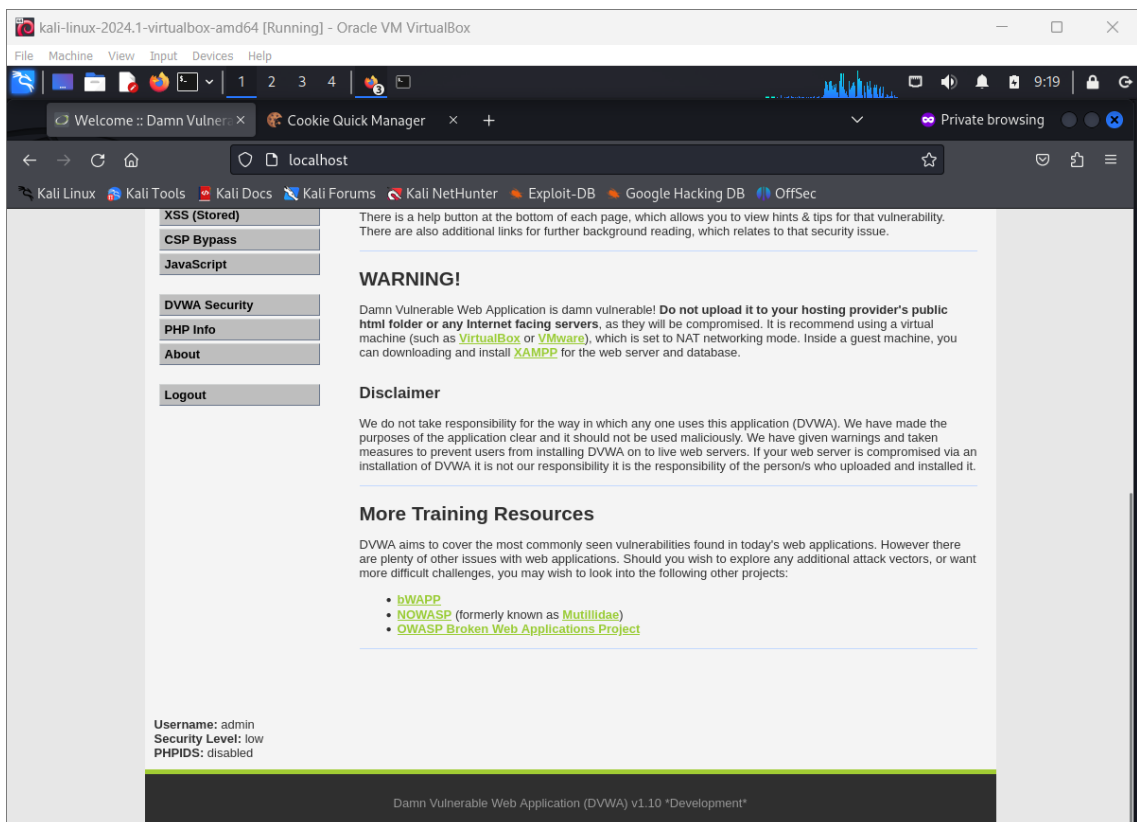 kali-linux-2024.1-virtualbox-amd64 [Running] - Oracle VM VirtualBox
File Machine View Input Devices Help
1 2 3 4 3 9:19
Welcome :: Damn Vulnera × Cookie Quick Manager × + Private browsing
localhost
Kali Linux Kali Tools Kali Docs Kali Forums Kali NetHunter Exploit-DB Google Hacking DB OffSec
XSS (Stored)
CSP Bypass
JavaScript
DVWA Security
PHP Info
About
Logout
There is a help button at the bottom of each page, which allows you to view hints & tips for that vulnerability.
There are also additional links for further background reading, which relates to that security issue.
WARNING!
Damn Vulnerable Web Application is damn vulnerable! Do not upload it to your hosting provider's public
html folder or any Internet facing servers, as they will be compromised. It is recommend using a virtual
machine (such as VirtualBox or VMware), which is set to NAT networking mode. Inside a guest machine, you
can downloading and install XAMPP for the web server and database.
Disclaimer
We do not take responsibility for the way in which any one uses this application (DVWA). We have made the
purposes of the application clear and it should not be used maliciously. We have given warnings and taken
measures to prevent users from installing DVWA on to live web servers. If your web server is compromised via an
installation of DVWA it is not our responsibility it is the responsibility of the person/s who uploaded and installed it.
More Training Resources
DVWA aims to cover the most commonly seen vulnerabilities found in today's web applications. However there
are plenty of other issues with web applications. Should you wish to explore any additional attack vectors, or want
more difficult challenges, you may wish to look into the following other projects:
• bWAPP
• NOWASP (formerly known as Mutillidae)
• OWASP Broken Web Applications Project
Username: admin
Security Level: low
PHPIDS: disabled
Damn Vulnerable Web Application (DVWA) v1.10 *Development*